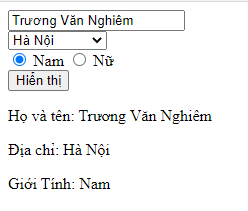 Trương Văn Nghiêm
Hà Nội
Nam Nữ
Hiển thị
Họ và tên: Trương Văn Nghiêm
Địa chỉ: Hà Nội
Giới Tính: Nam